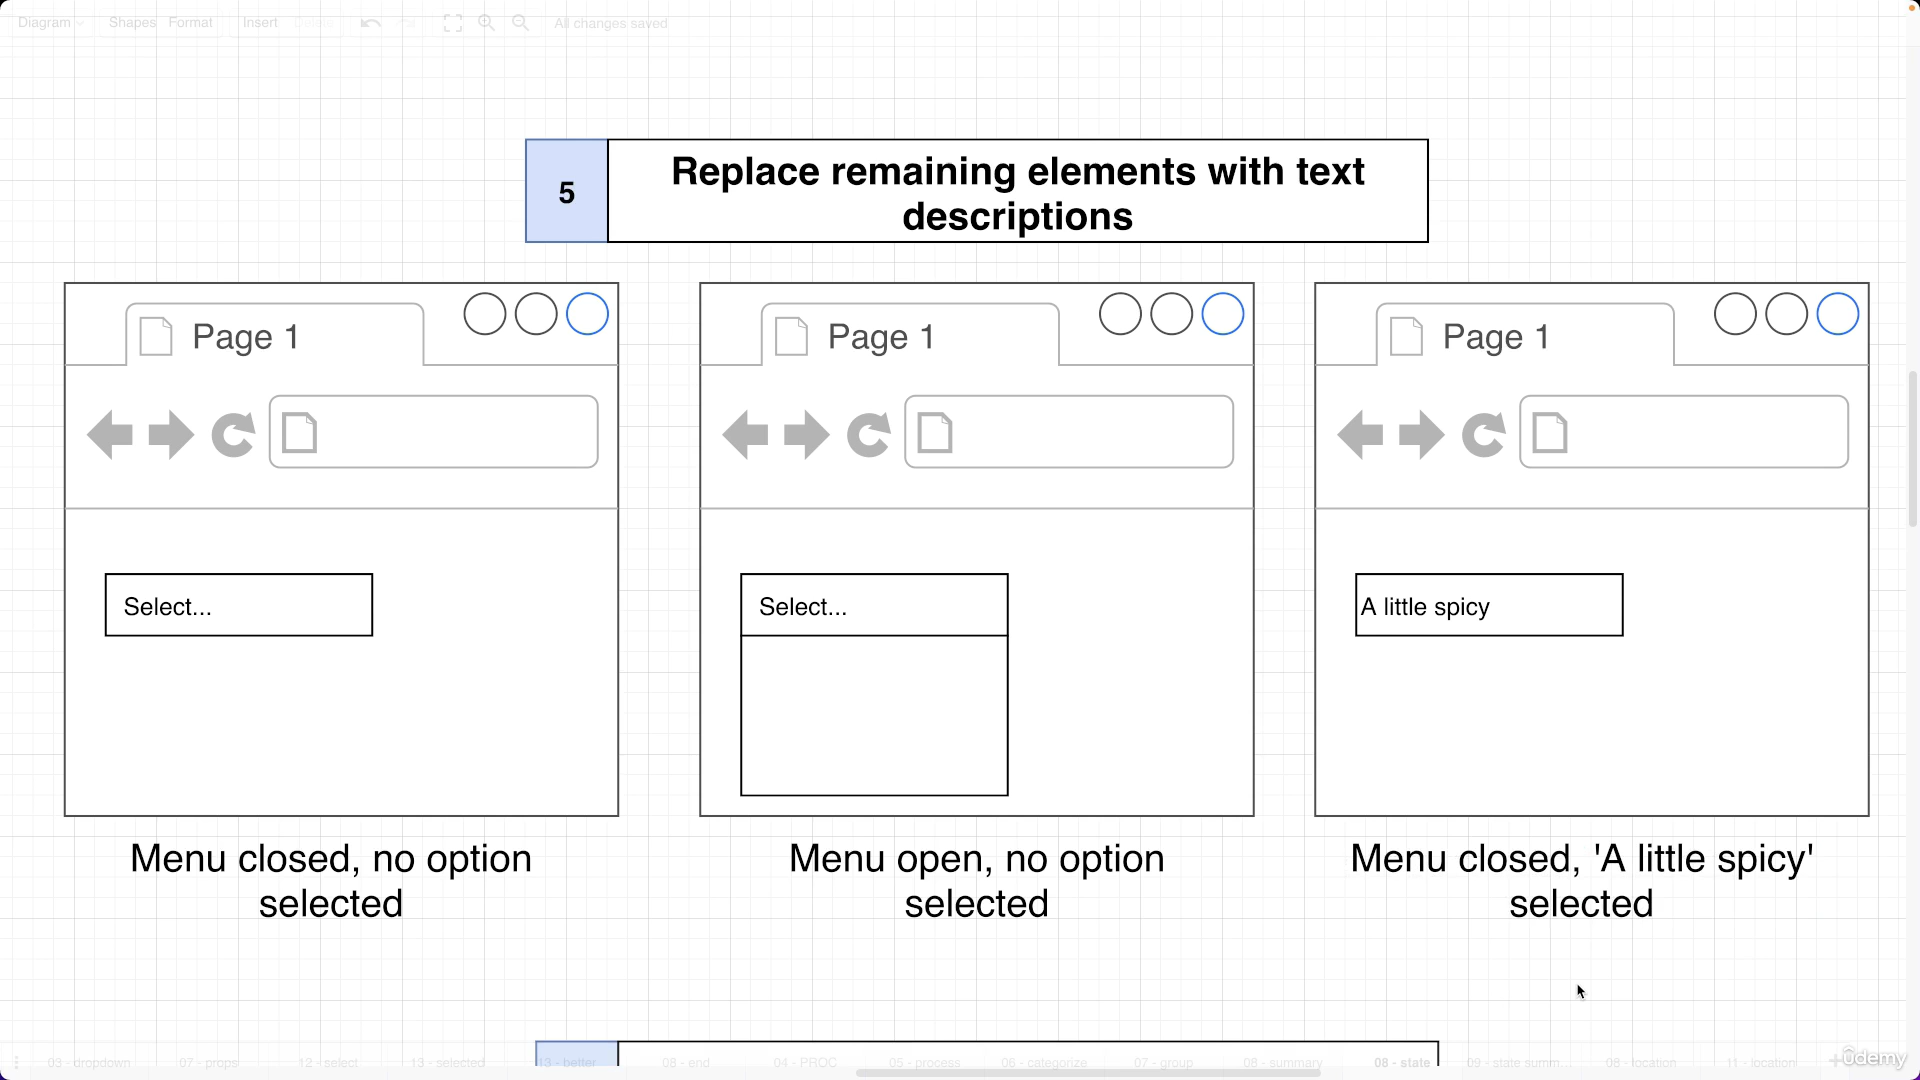 Diagram
Shapes
Format
Insert
Delete
All changes saved
5
Replace remaining elements with text
descriptions
Page 1
Page 1
Page 1
Select...
Select...
A little spicy
Menu closed, no option
selected
Menu open, no option
selected
Menu closed, 'A little spicy'
selected
03 - dropdown
07 - props
12 - select
13 - selected
13 - better
08 - end
04 - PROC
05 - process
06 - categorize
07 - group
08 - summary
08 - state
09 - state summ...
08 - location
11 - location
ûdemy